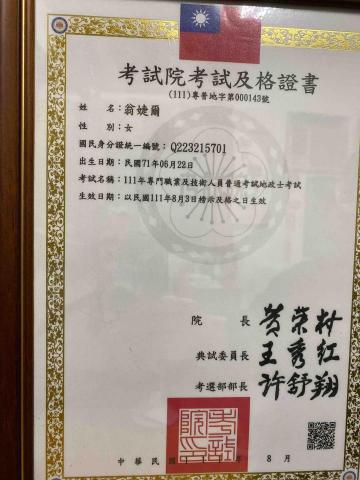 考試院考試及格證書
(111)專普地字第000143號
姓名：翁婕爾
性別：女
國民身分證統一編號：Q223215701
出生日期：民國71年06月22日
考試名稱：111年專門職業及技術人員普通考試地政士考試
生效日期：以民國111年8月3日榜示及格之日生效
院長 黃榮村
典試委員長 王秀紅
考選部部長 許舒翔
考試院印
中華民國 年 8 月